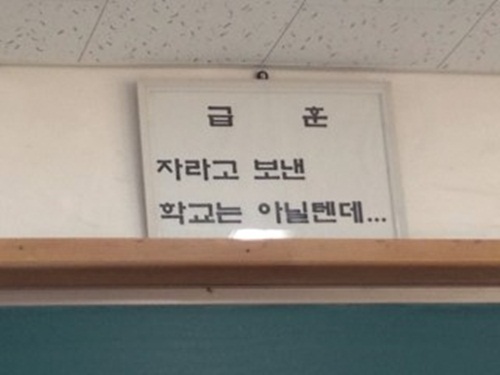 급 훈
자라고 보낸
학교는 아닐텐데...